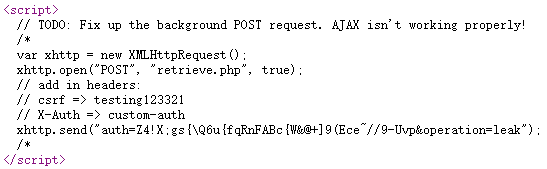 <script>
// TODO: Fix up the background POST request. AJAX isn't working properly!
/*
var xhttp = new XMLHttpRequest();
xhttp.open("POST", "retrieve.php", true);
// add in headers:
// csrf => testing123321
// X-Auth => custom-auth
xhttp.send("auth=Z4!X;gs{\Q6u{fqRnFABc{W&@+]9(Ece~//9-Uvp&operation=leak");
/*
</script>